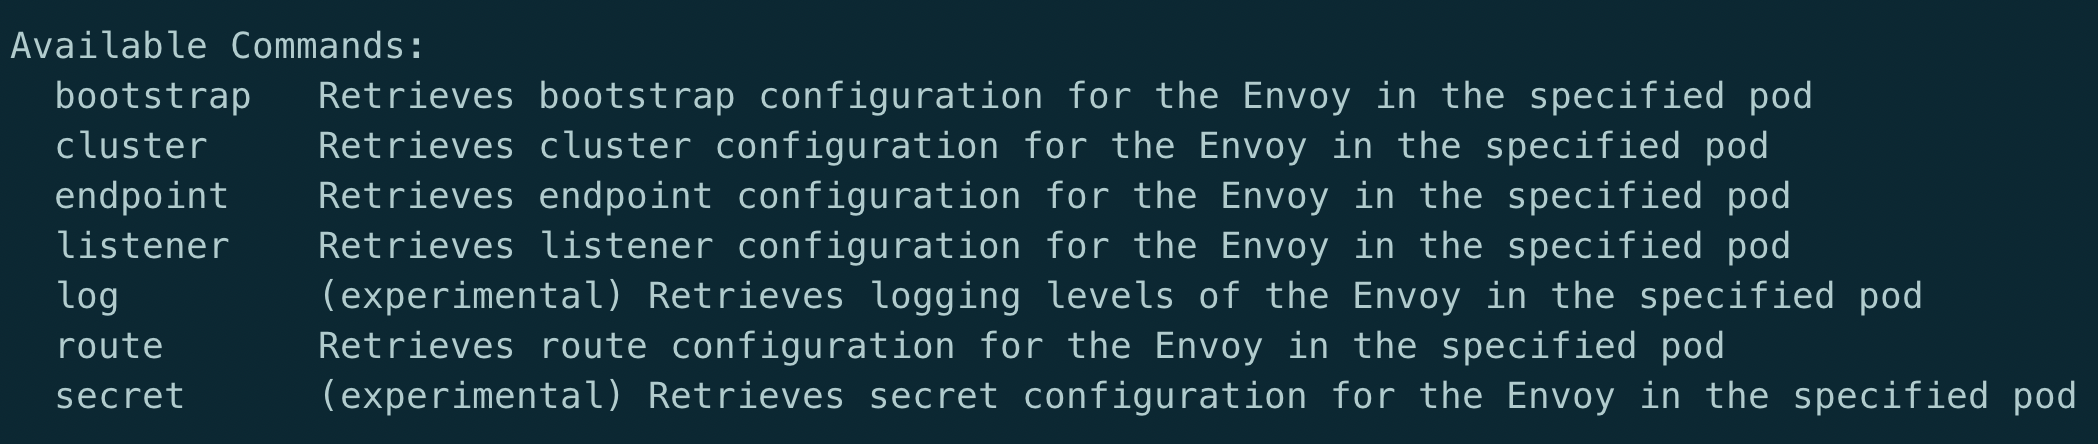 Available Commands:
  bootstrap   Retrieves bootstrap configuration for the Envoy in the specified pod
  cluster     Retrieves cluster configuration for the Envoy in the specified pod
  endpoint    Retrieves endpoint configuration for the Envoy in the specified pod
  listener    Retrieves listener configuration for the Envoy in the specified pod
  log         (experimental) Retrieves logging levels of the Envoy in the specified pod
  route       Retrieves route configuration for the Envoy in the specified pod
  secret      (experimental) Retrieves secret configuration for the Envoy in the specified pod